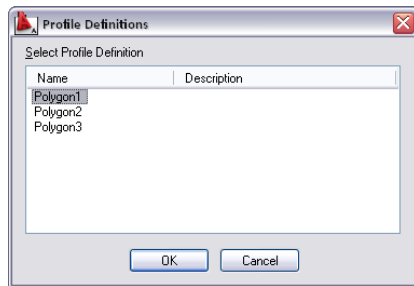 Profile Definitions
Select Profile Definition
Name Description
Polygon1
Polygon2
Polygon3
OK Cancel